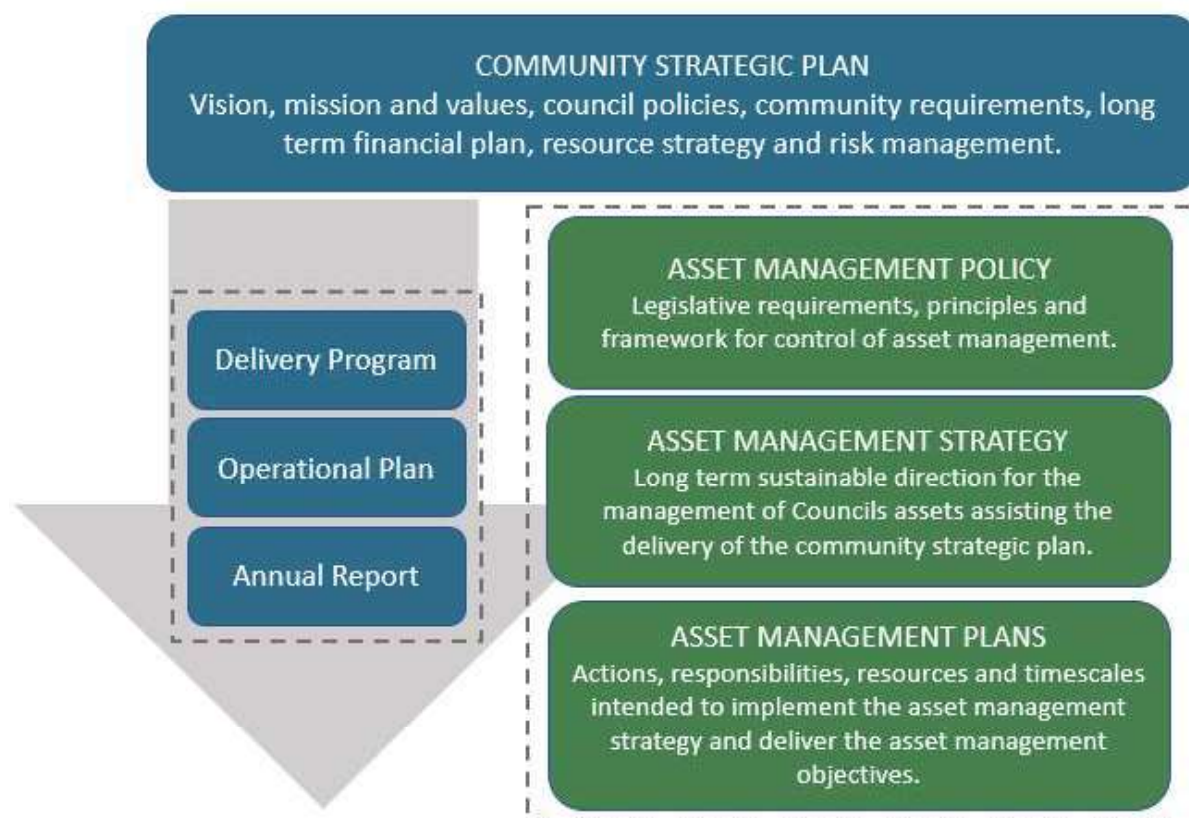 COMMUNITY STRATEGIC PLAN
Vision, mission and values, council policies, community requirements, long
term financial plan, resource strategy and risk management.
Delivery Program
Operational Plan
Annual Report
ASSET MANAGEMENT POLICY
Legislative requirements, principles and
framework for control of asset management.
ASSET MANAGEMENT STRATEGY
Long term sustainable direction for the
management of Councils assets assisting the
delivery of the community strategic plan.
ASSET MANAGEMENT PLANS
Actions, responsibilities, resources and timescales
intended to implement the asset management
strategy and deliver the asset management
objectives.